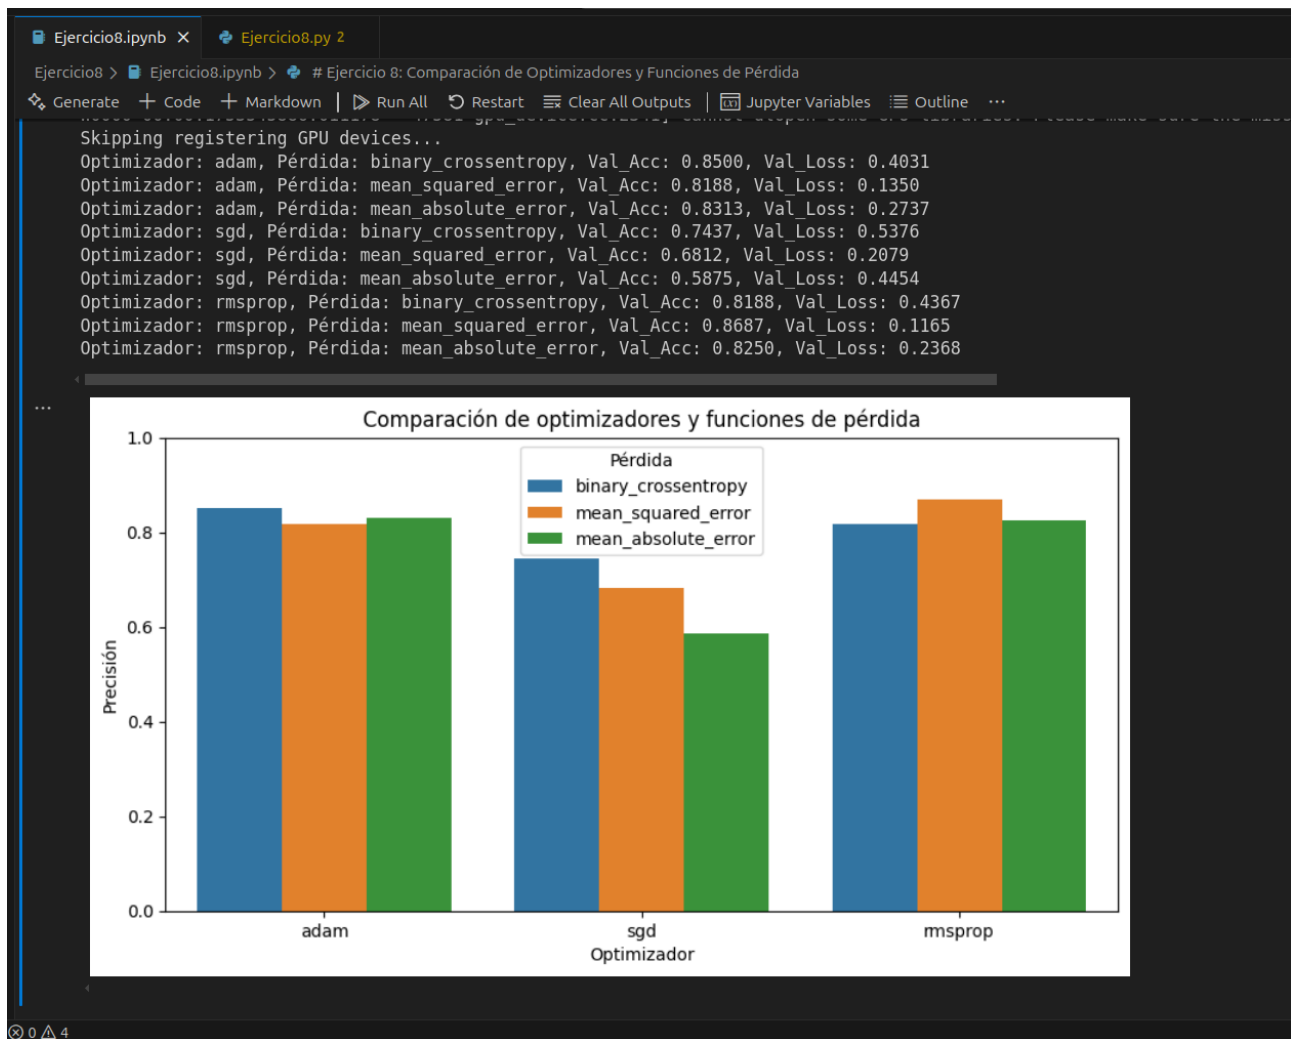 Ejercicio8.ipynb Ejercicio8.py 2
Ejercicio8 > Ejercicio8.ipynb > # Ejercicio 8: Comparación de Optimizadores y Funciones de Pérdida
Generate + Code + Markdown | Run All Restart Clear All Outputs | Jupyter Variables Outline ...
Skipping registering GPU devices...
Optimizador: adam, Pérdida: binary_crossentropy, Val_Acc: 0.8500, Val_Loss: 0.4031
Optimizador: adam, Pérdida: mean_squared_error, Val_Acc: 0.8188, Val_Loss: 0.1350
Optimizador: adam, Pérdida: mean_absolute_error, Val_Acc: 0.8313, Val_Loss: 0.2737
Optimizador: sgd, Pérdida: binary_crossentropy, Val_Acc: 0.7437, Val_Loss: 0.5376
Optimizador: sgd, Pérdida: mean_squared_error, Val_Acc: 0.6812, Val_Loss: 0.2079
Optimizador: sgd, Pérdida: mean_absolute_error, Val_Acc: 0.5875, Val_Loss: 0.4454
Optimizador: rmsprop, Pérdida: binary_crossentropy, Val_Acc: 0.8188, Val_Loss: 0.4367
Optimizador: rmsprop, Pérdida: mean_squared_error, Val_Acc: 0.8687, Val_Loss: 0.1165
Optimizador: rmsprop, Pérdida: mean_absolute_error, Val_Acc: 0.8250, Val_Loss: 0.2368
...
Comparación de optimizadores y funciones de pérdida
Pérdida
binary_crossentropy
mean_squared_error
mean_absolute_error
1.0
0.8
0.6
0.4
0.2
0.0
Precisión
adam sgd rmsprop
Optimizador
0 4